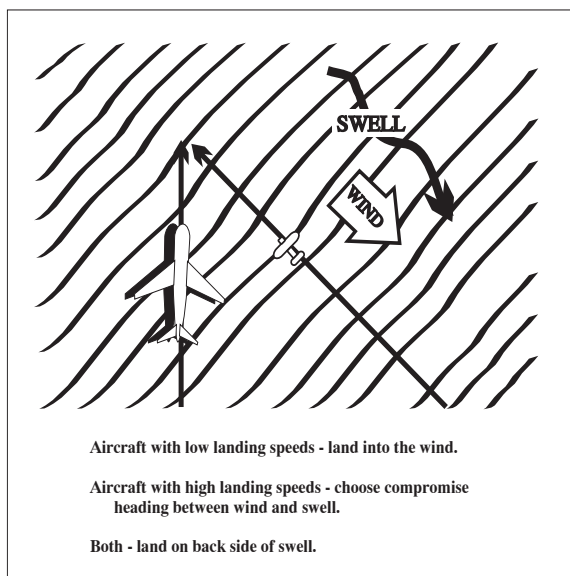 SWELL
WIND
Aircraft with low landing speeds - land into the wind.
Aircraft with high landing speeds - choose compromise
heading between wind and swell.
Both - land on back side of swell.